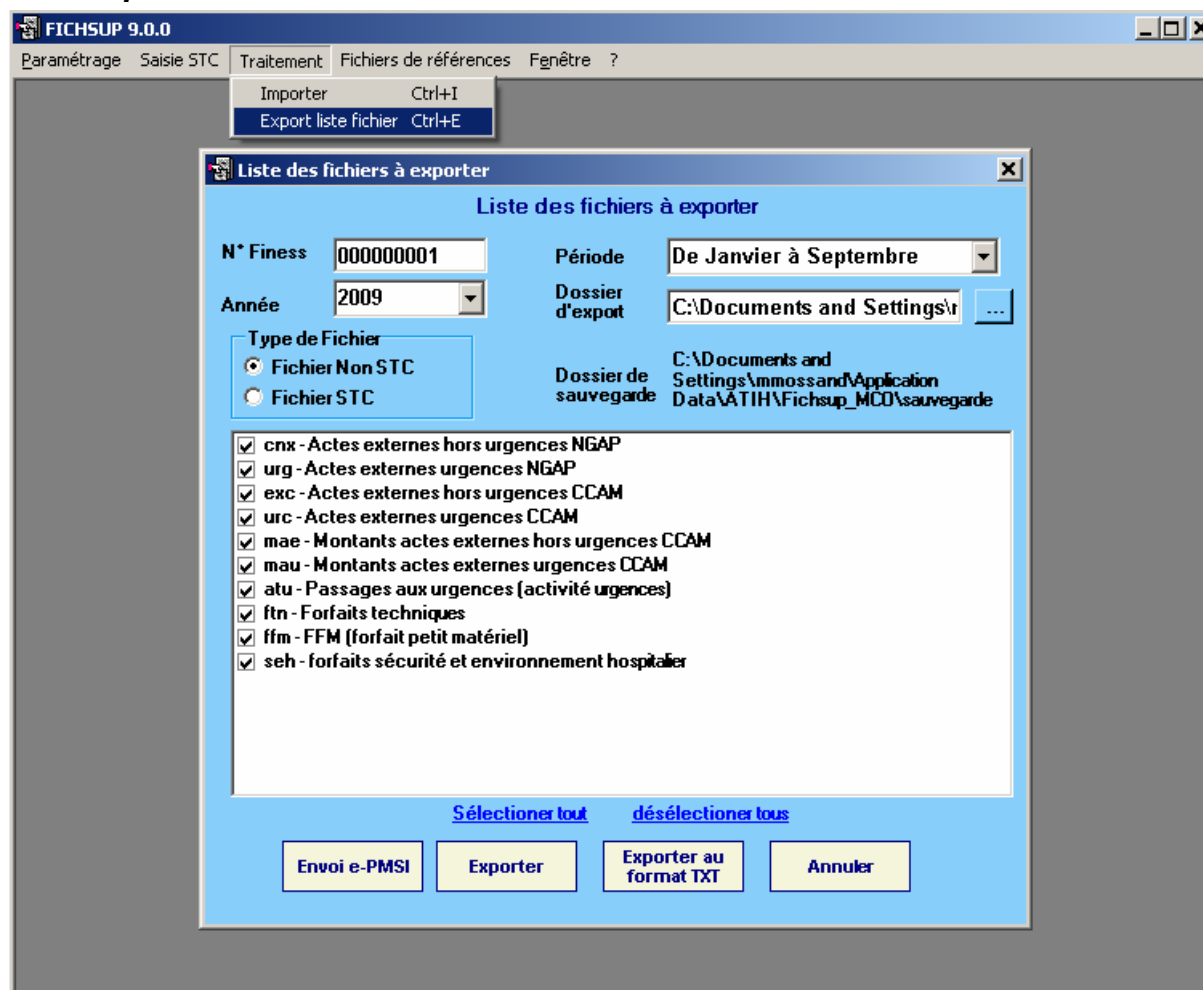 FICHSUP 9.0.0
Paramétrage Saisie STC Traitement Fichiers de références Fenêtre ?
Importer Ctrl+I
Export liste fichier Ctrl+E
Liste des fichiers à exporter
Liste des fichiers à exporter
N° Finess 000000001 Période De Janvier à Septembre
Année 2009 Dossier d'export C:\Documents and Settings\r ...
Type de Fichier
Fichier Non STC
Fichier STC
Dossier de sauvegarde
C:\Documents and
Settings\mmossand\Application
Data\ATIH\Fichsup_MCO\sauvegarde
cnx - Actes externes hors urgences NGAP
urg - Actes externes urgences NGAP
exc - Actes externes hors urgences CCAM
urc - Actes externes urgences CCAM
mae - Montants actes externes hors urgences CCAM
mau - Montants actes externes urgences CCAM
atu - Passages aux urgences (activité urgences)
ftn - Forfaits techniques
ffm - FFM (forfait petit matériel)
seh - forfaits sécurité et environnement hospitalier
Sélectioner tout désélectioner tous
Envoi e-PMSI Exporter Exporter au format TXT Annuler